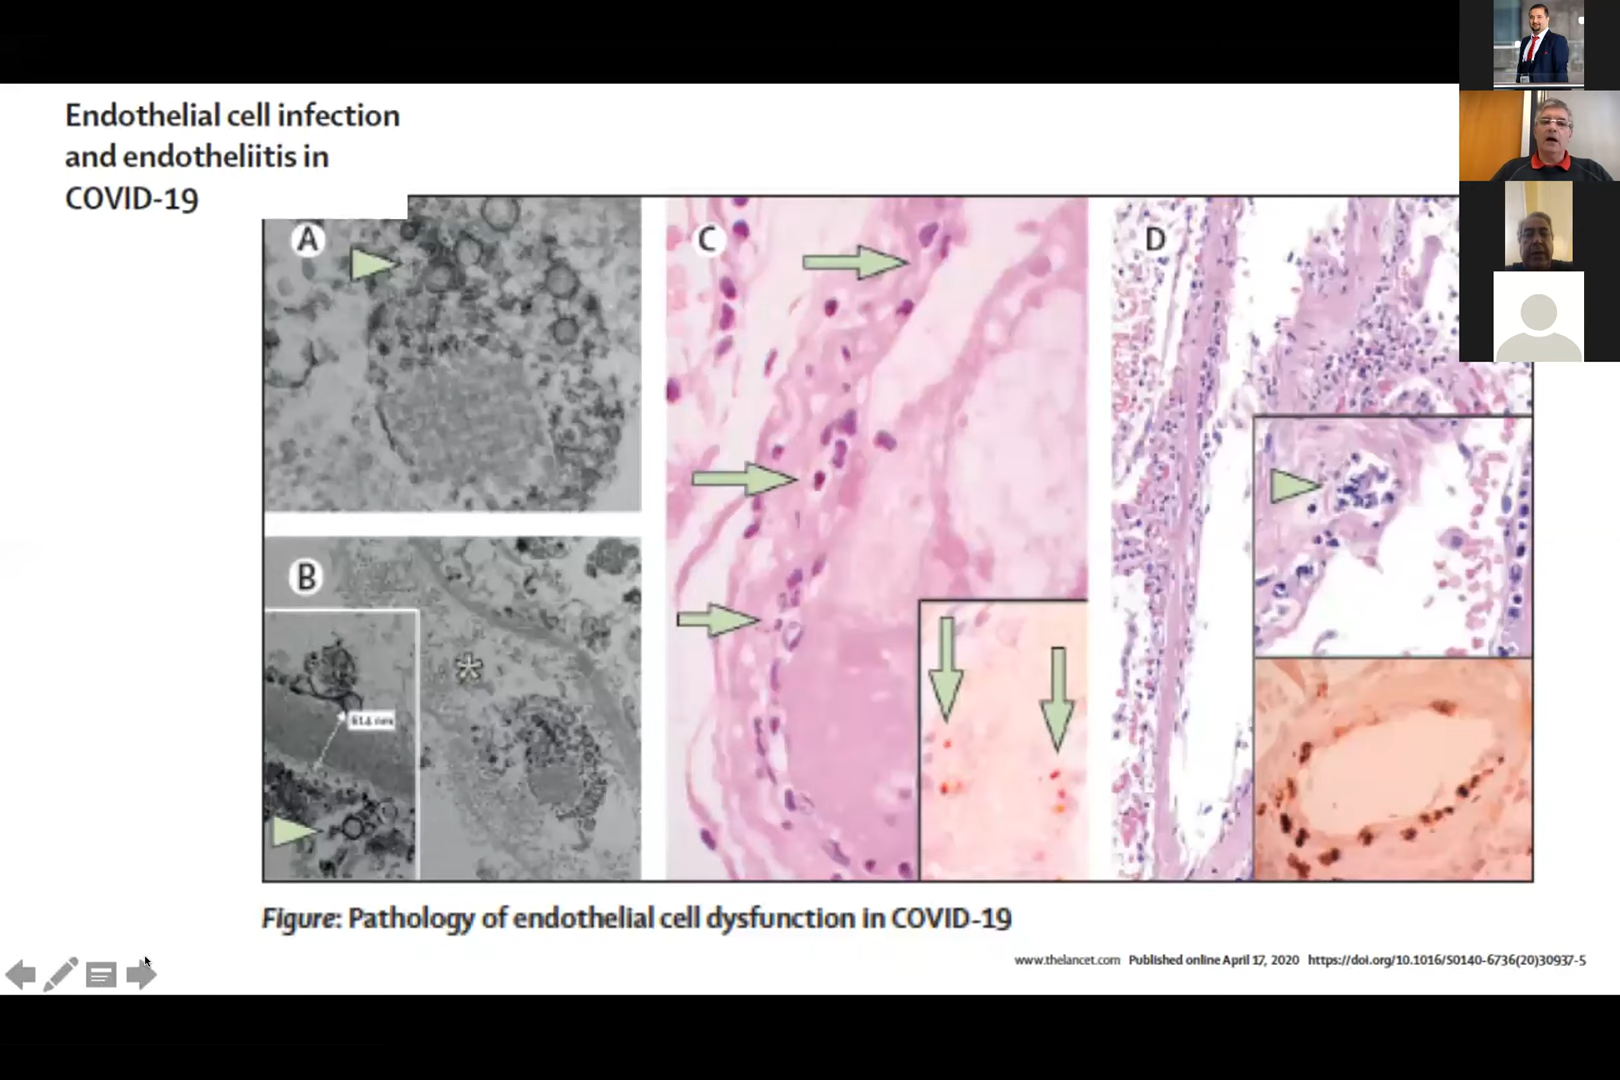 Endothelial cell infection
and endotheliitis in
COVID-19
A
B
C
D
*
Figure: Pathology of endothelial cell dysfunction in COVID-19
www.thelancet.com Published online April 17, 2020 https://doi.org/10.1016/S0140-6736(20)30937-5